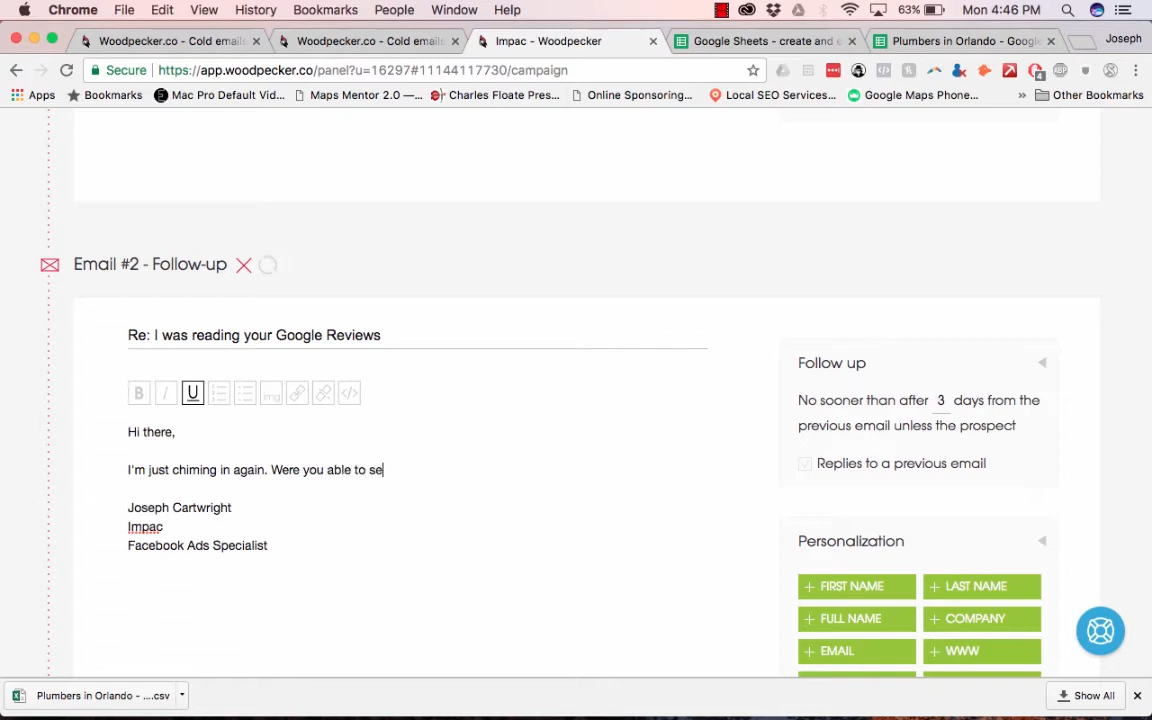 Chrome File Edit View History Bookmarks People Window Help 63% Mon 4:46 PM
Woodpecker.co - Cold emails Woodpecker.co - Cold emails Impac - Woodpecker Google Sheets - create and e Plumbers in Orlando - Google Joseph
Secure https://app.woodpecker.co/panel?u=16297#11144117730/campaign
Apps Bookmarks Mac Pro Default Vid... Maps Mentor 2.0 —... Charles Floate Pres... Online Sponsoring... Local SEO Services... Google Maps Phone... » Other Bookmarks
Email #2 - Follow-up
Re: I was reading your Google Reviews
B I U img </>
Hi there,
I'm just chiming in again. Were you able to se
Joseph Cartwright
Impac
Facebook Ads Specialist
Follow up
No sooner than after 3 days from the
previous email unless the prospect
Replies to a previous email
Personalization
+ FIRST NAME + LAST NAME
+ FULL NAME + COMPANY
+ EMAIL + WWW
Plumbers in Orlando - ....csv Show All